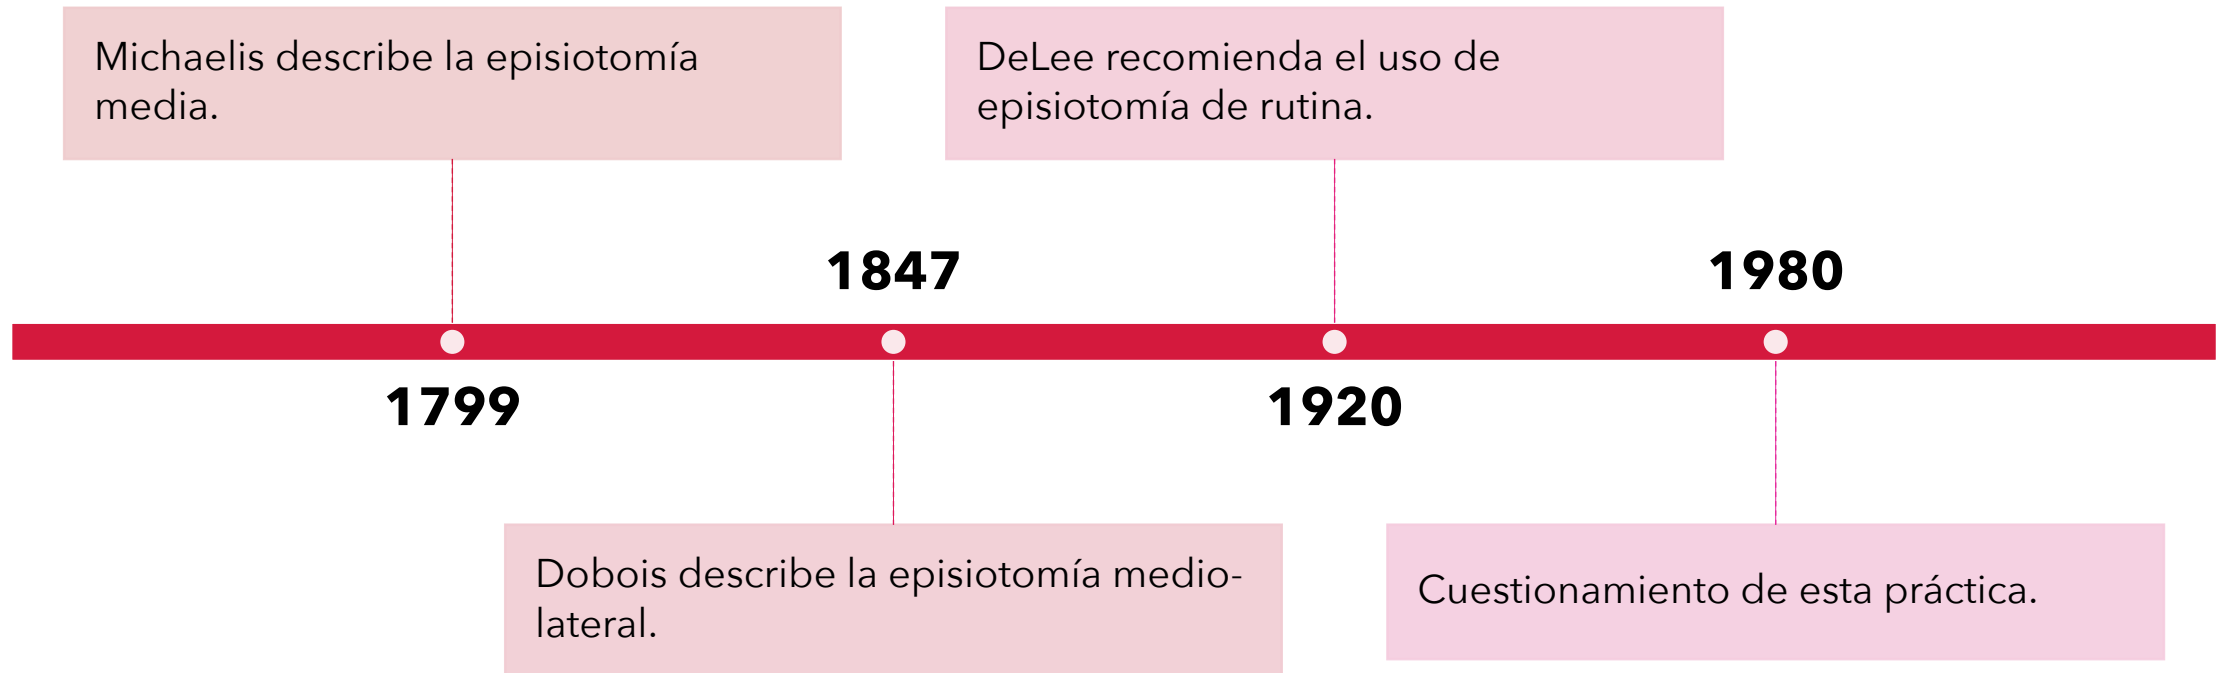 Michaelis describe la episiotomía
media.
DeLee recomienda el uso de
episiotomía de rutina.
1847
1980
1799
1920
Dobois describe la episiotomía medio-
lateral.
Cuestionamiento de esta práctica.